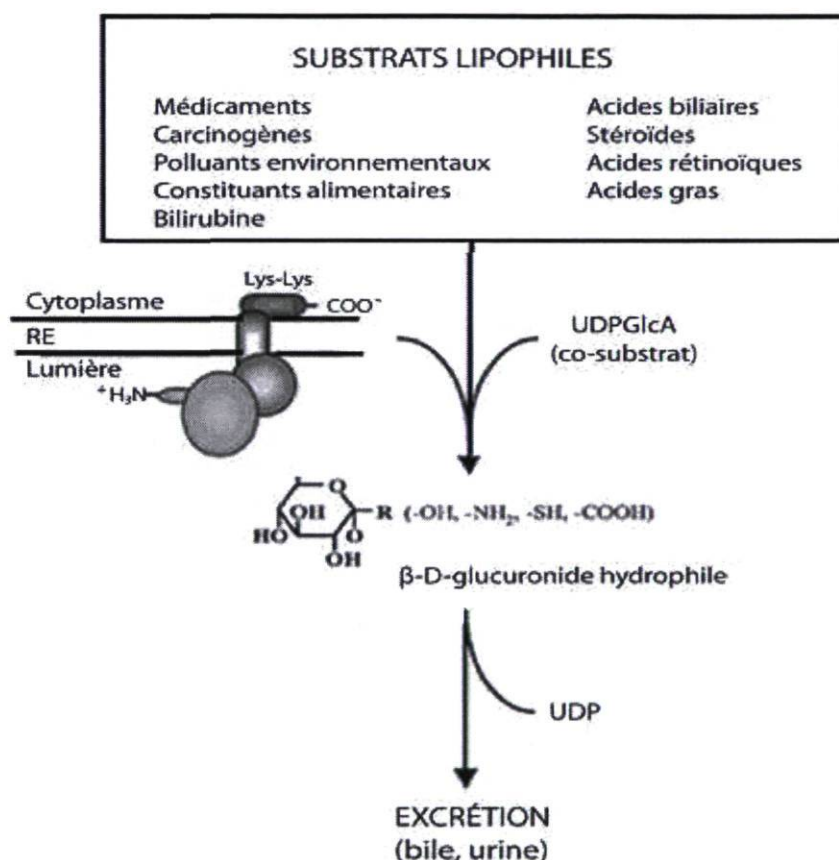 SUBSTRATS LIPOPHILES
Médicaments
Carcinogènes
Polluants environnementaux
Constituants alimentaires
Bilirubine
Acides biliaires
Stéroïdes
Acides rétinoïques
Acides gras
Lys-Lys
Cytoplasme
COO⁻
RE
Lumière
⁺H₃N
UDPGlcA
(co-substrat)
O
OH
HO
O
OH
R (-OH, -NH₂, -SH, -COOH)
β-D-glucuronide hydrophile
UDP
EXCRÉTION
(bile, urine)